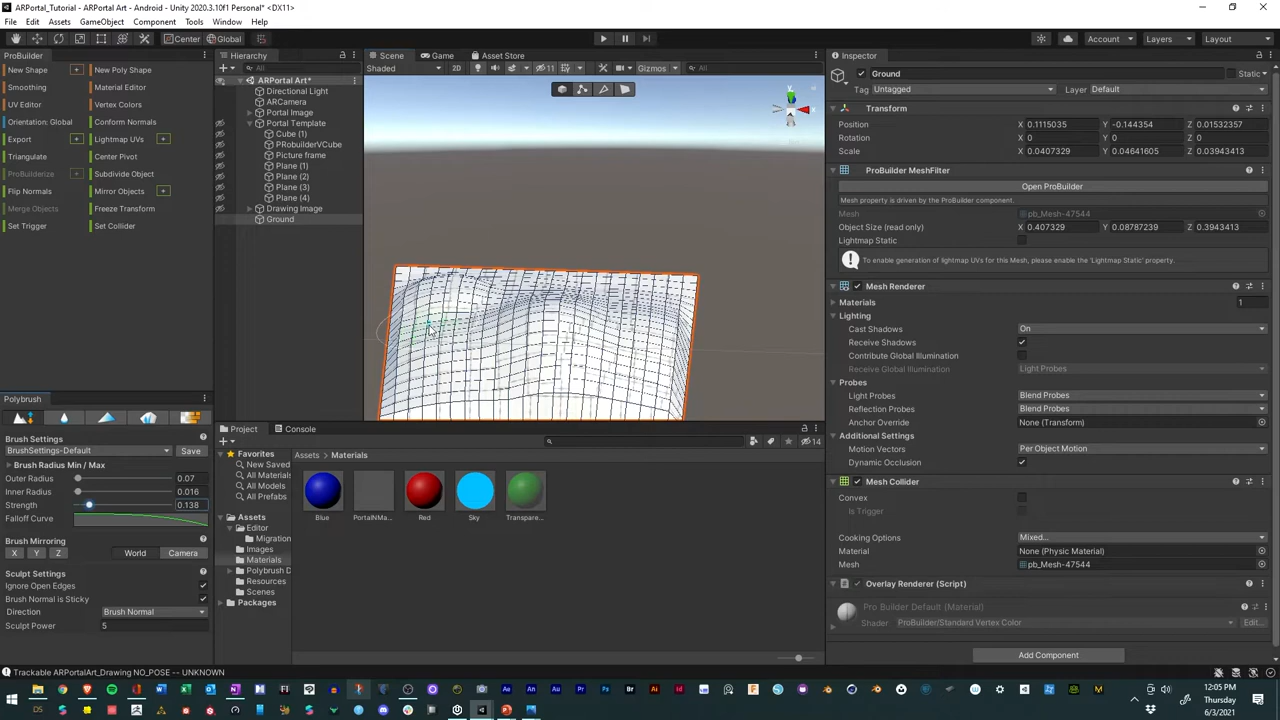 ARPortal_Tutorial - ARPortal Art - Android - Unity 2020.3.10f1 Personal* <DX11>
File Edit Assets GameObject Component Tools Window Help
Center Global Account Layers Layout
ProBuilder
New Shape New Poly Shape
Smoothing Material Editor
UV Editor Vertex Colors
Orientation: Global Conform Normals
Export Lightmap UVs
Triangulate Center Pivot
ProBuilderize Subdivide Object
Flip Normals Mirror Objects
Merge Objects Freeze Transform
Set Trigger Set Collider
Hierarchy
All
ARPortal Art*
Directional Light
ARCamera
Portal Image
Portal Template
Cube (1)
PRobuilderVCube
Picture frame
Plane (1)
Plane (2)
Plane (3)
Plane (4)
Drawing Image
Ground
Scene Game Asset Store
Shaded 2D 11 Gizmos All
Inspector
Ground Static
Tag Untagged Layer Default
Transform
Position X 0.1115035 Y -0.144354 Z 0.01532357
Rotation X 0 Y 0 Z 0
Scale X 0.0407329 Y 0.04641605 Z 0.03943413
ProBuilder MeshFilter
Open ProBuilder
Mesh property is driven by the ProBuilder component.
Mesh pb_Mesh-47544
Object Size (read only) X 0.407329 Y 0.08787239 Z 0.3943413
Lightmap Static
To enable generation of lightmap UVs for this Mesh, please enable the 'Lightmap Static' property.
Mesh Renderer
Materials 1
Lighting
Cast Shadows On
Receive Shadows
Contribute Global Illumination
Receive Global Illumination Light Probes
Probes
Light Probes Blend Probes
Reflection Probes Blend Probes
Anchor Override None (Transform)
Additional Settings
Motion Vectors Per Object Motion
Dynamic Occlusion
Mesh Collider
Convex
Is Trigger
Cooking Options Mixed...
Material None (Physic Material)
Mesh pb_Mesh-47544
Overlay Renderer (Script)
Pro Builder Default (Material)
Shader ProBuilder/Standard Vertex Color Edit...
Add Component
Polybrush
Brush Settings
BrushSettings-Default Save
Brush Radius Min / Max
Outer Radius 0.07
Inner Radius 0.016
Strength 0.138
Falloff Curve
Brush Mirroring
X Y Z World Camera
Sculpt Settings
Ignore Open Edges
Brush Normal is Sticky
Direction Brush Normal
Sculpt Power 5
Project Console
14
Favorites
New Saved
All Materials
All Models
All Prefabs
Assets
Editor
Migration
Images
Materials
Polybrush D
Resources
Scenes
Packages
Assets > Materials
Blue PortalNMa... Red Sky Transpare...
Trackable ARPortalArt_Drawing NO_POSE -- UNKNOWN
12:05 PM
Thursday
6/3/2021